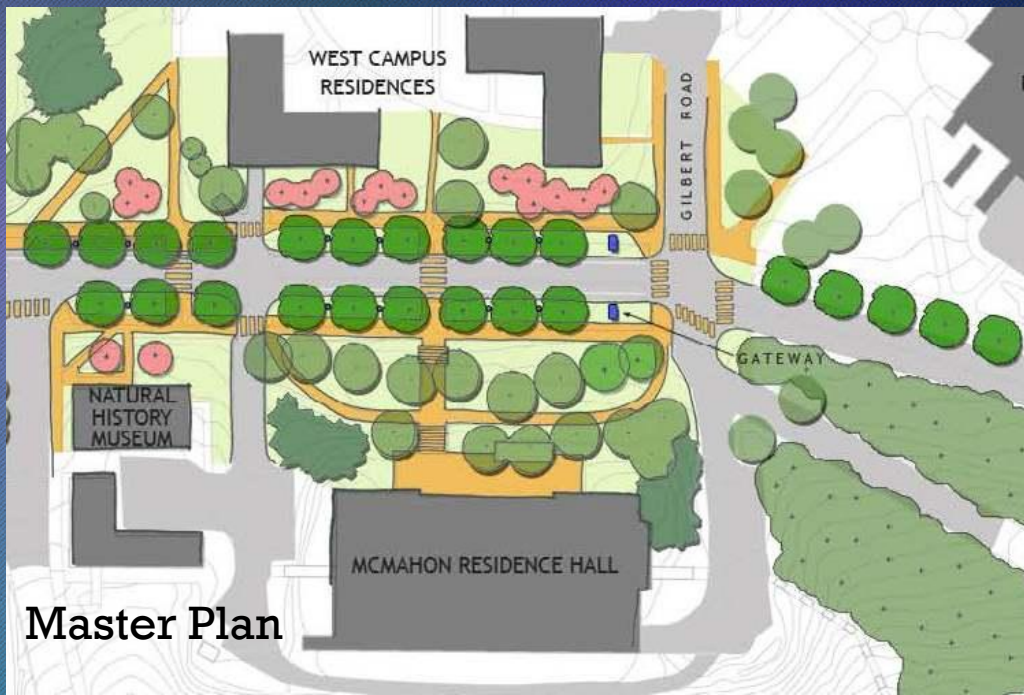 WEST CAMPUS
RESIDENCES
GILBERT ROAD
GATEWAY
NATURAL
HISTORY
MUSEUM
MCMAHON RESIDENCE HALL
Master Plan